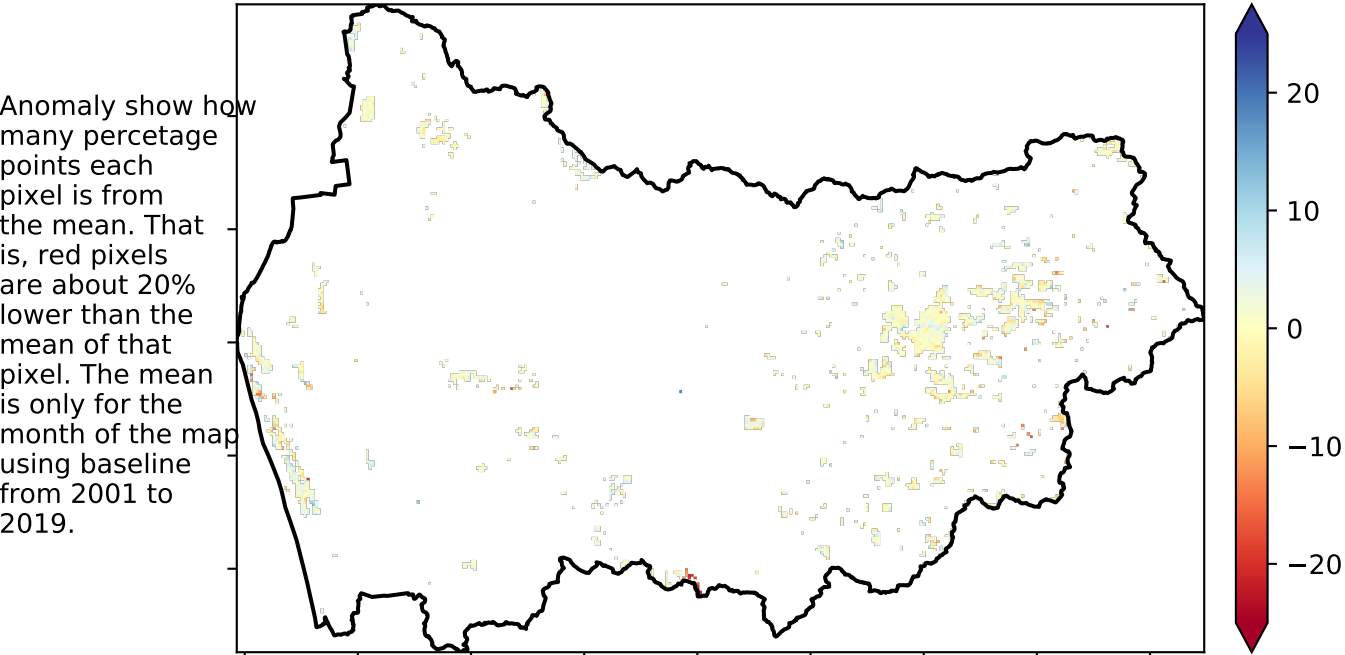 Anomaly show how
many percetage
points each
pixel is from
the mean. That
is, red pixels
are about 20%
lower than the
mean of that
pixel. The mean
is only for the
month of the map
using baseline
from 2001 to
2019.
20
10
0
−10
−20